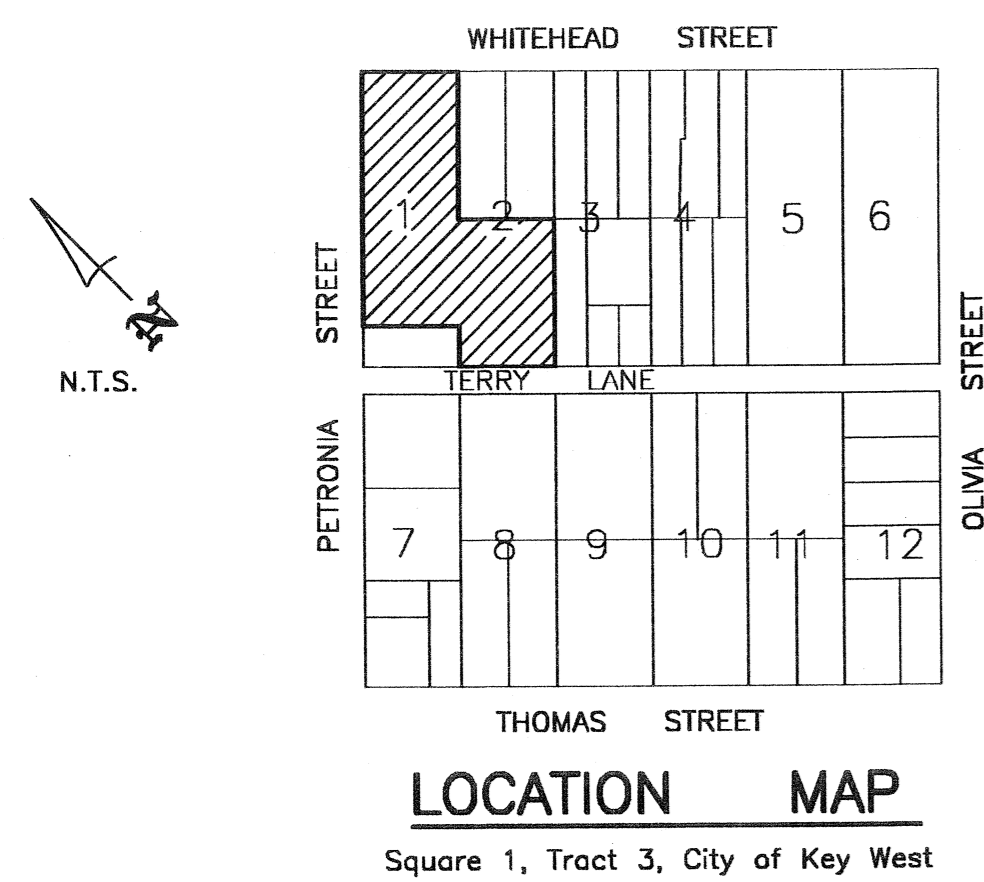 WHITEHEAD STREET
1 2 3 4 5 6
PETRONIA STREET
OLIVIA STREET
N
N.T.S.
TERRY LANE
7 8 9 10 11 12
THOMAS STREET
LOCATION MAP
Square 1, Tract 3, City of Key West